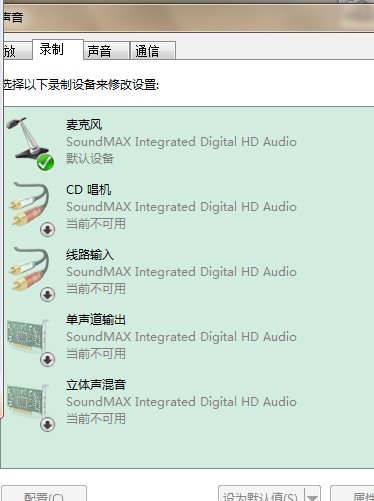 声音
放 录制 声音 通信
选择以下录制设备来修改设置:
麦克风
SoundMAX Integrated Digital HD Audio
默认设备
CD 唱机
SoundMAX Integrated Digital HD Audio
当前不可用
线路输入
SoundMAX Integrated Digital HD Audio
当前不可用
单声道输出
SoundMAX Integrated Digital HD Audio
当前不可用
立体声混音
SoundMAX Integrated Digital HD Audio
当前不可用
配置(C) 设为默认值(S) 属性